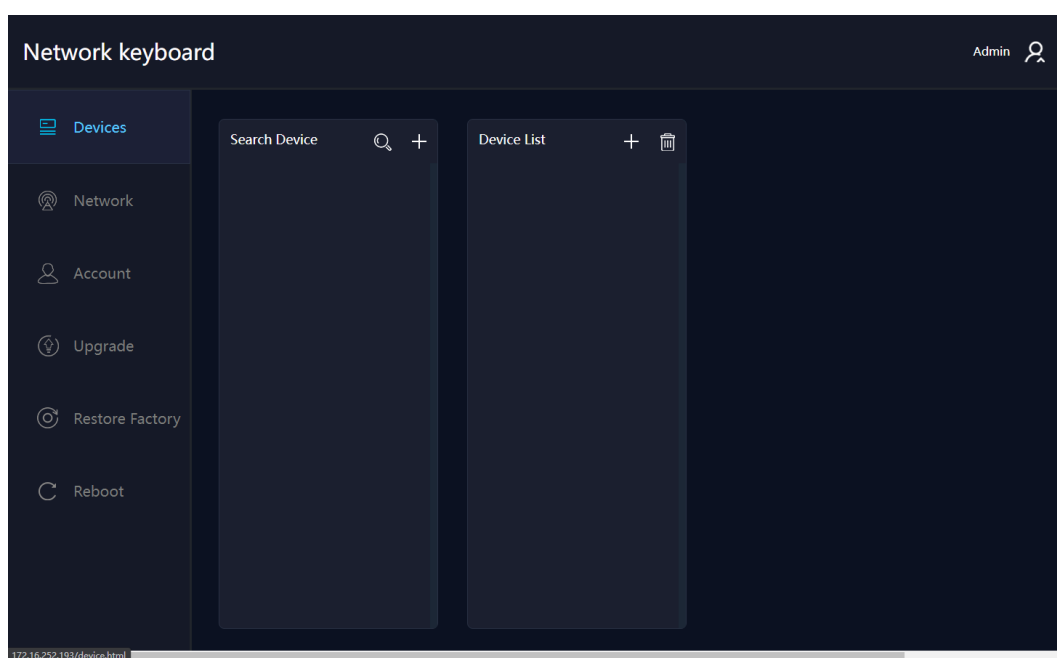 Network keyboard
Admin
Devices
Search Device
Device List
Network
Account
Upgrade
Restore Factory
Reboot
172.16.252.193/device.html